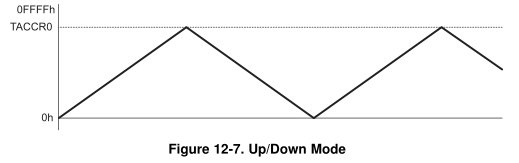 0FFFFh
TACCR0
0h
Figure 12-7. Up/Down Mode